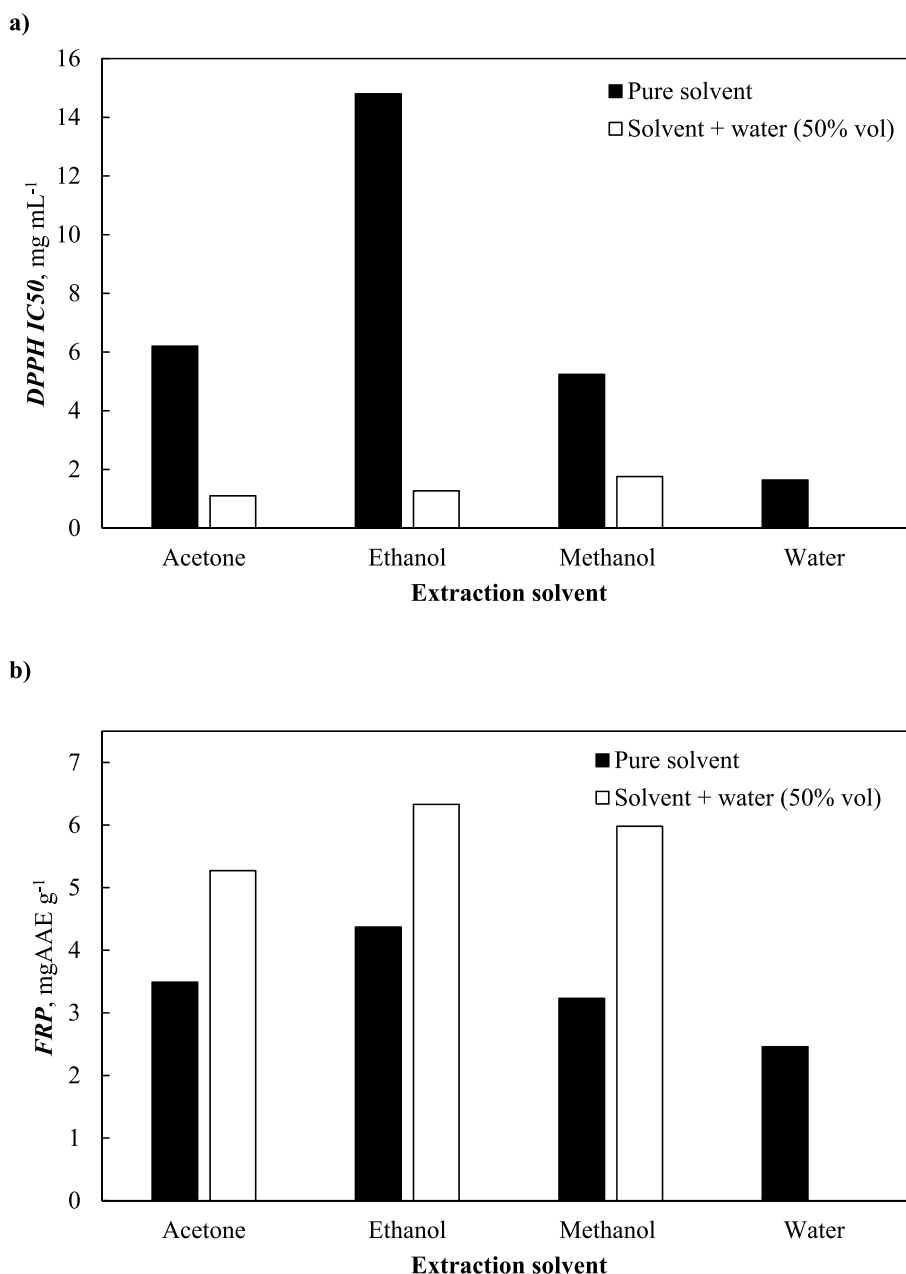 a)
16
14
12
10
8
6
4
2
0
DPPH IC50, mg mL-1
Pure solvent
Solvent + water (50% vol)
Acetone Ethanol Methanol Water
Extraction solvent
b)
7
6
5
4
3
2
1
0
FRP, mgAAE g-1
Pure solvent
Solvent + water (50% vol)
Acetone Ethanol Methanol Water
Extraction solvent